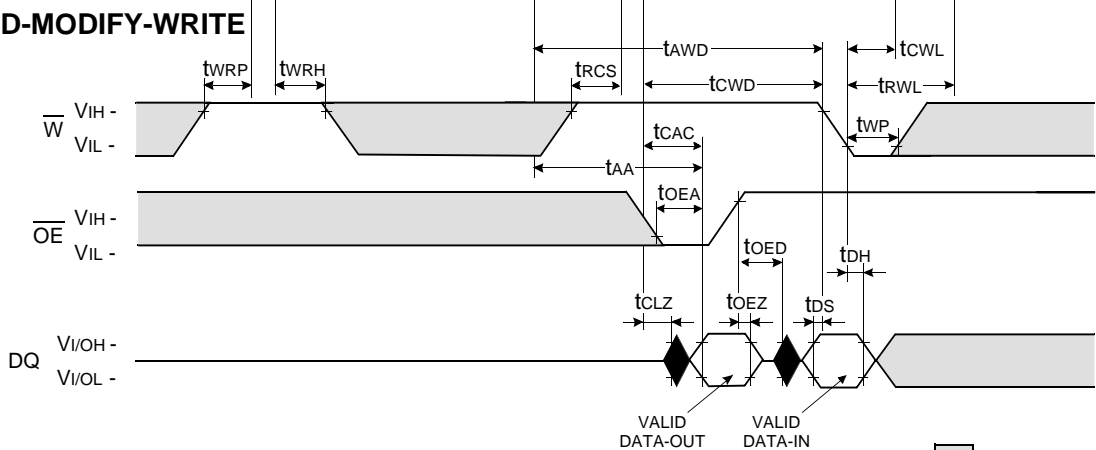 D-MODIFY-WRITE
tAWD
tCWL
tWRP
tWRH
tRCS
tCWD
tRWL
W
VIH -
VIL -
tWP
tCAC
tAA
tOEA
OE
VIH -
VIL -
tOED
tDH
tCLZ
tOEZ
tDS
DQ
VI/OH -
VI/OL -
VALID
DATA-OUT
VALID
DATA-IN